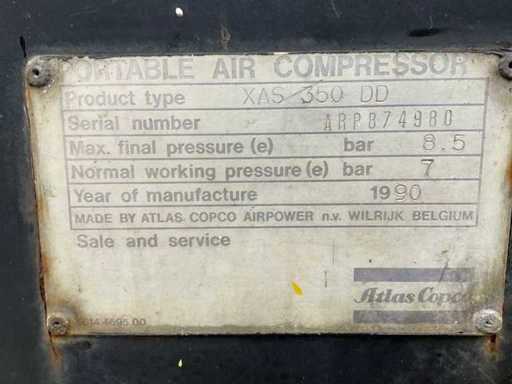 PORTABLE AIR COMPRESSOR
Product type XAS 350 DD
Serial number ARP874980
Max. final pressure (e) bar 8.5
Normal working pressure (e) bar 7
Year of manufacture 1990
MADE BY ATLAS COPCO AIRPOWER n.v. WILRIJK BELGIUM
Sale and service
Atlas Copco